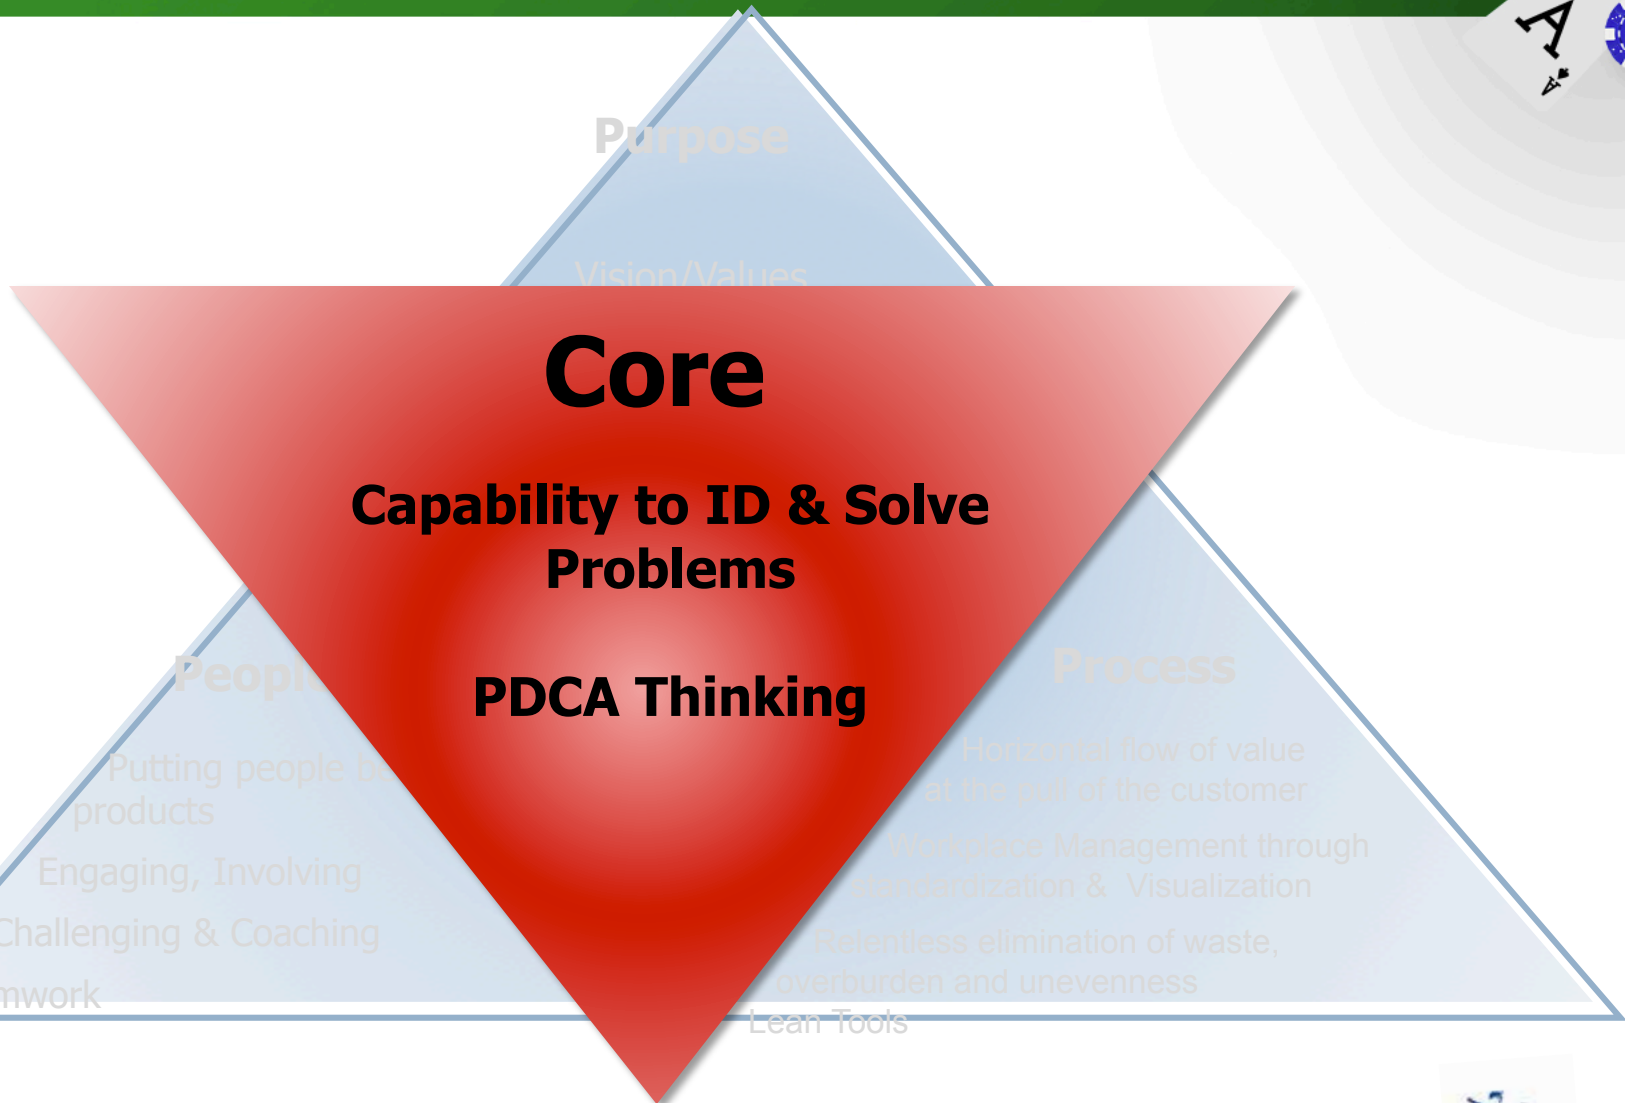 A
A
Purpose
Vision/Values
Core
Capability to ID & Solve
Problems
PDCA Thinking
People
Putting people
products
Engaging, Involving
Challenging & Coaching
Process
Horizontal flow of value
at the pull of the customer
Workplace Management through
standardization & Visualization
Relentless elimination of waste,
overburden and unevenness
Lean Tools